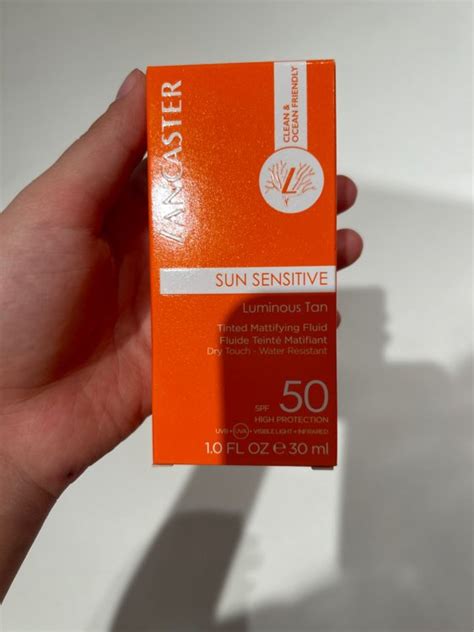 LANCASTER
CLEAN &
OCEAN FRIENDLY
L
SUN SENSITIVE
Luminous Tan
Tinted Mattifying Fluid
Fluide Teinté Matifiant
Dry Touch - Water Resistant
SPF 50
HIGH PROTECTION
UVB + UVA + VISIBLE LIGHT + INFRARED
1.0 FL OZ e 30 ml